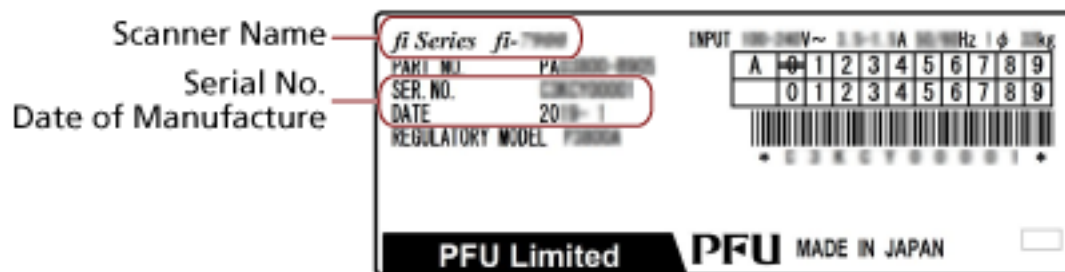 Scanner Name
Serial No.
Date of Manufacture
fi Series fi-
PART NO. PA
SER. NO.
DATE 20
REGULATORY MODEL
INPUT V~ A Hz 1 φ kg
A 0 1 2 3 4 5 6 7 8 9
0 1 2 3 4 5 6 7 8 9
PFU Limited
PFU MADE IN JAPAN